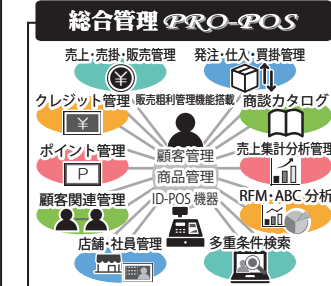 総合管理 PRO-POS
売上・売掛・販売管理
発注・仕入・買掛管理
¥
クレジット管理
販売粗利管理機能搭載
商談カタログ
¥
ポイント管理
顧客管理
売上集計分析管理
P
商品管理
顧客関連管理
ID-POS 機器
RFM・ABC 分析
店舗・社員管理
多重条件検索